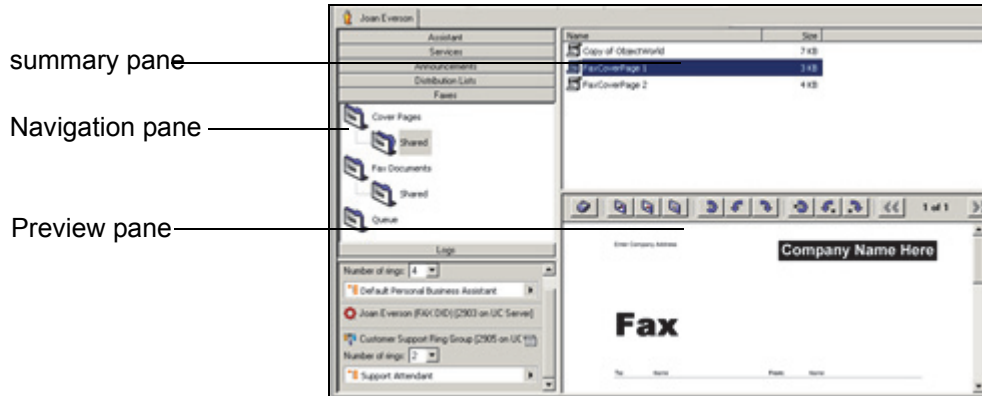 Joan Everson
summary pane
Navigation pane
Preview pane
Assistant
Services
Announcements
Distribution Lists
Faxes
Cover Pages
Shared
Fax Documents
Shared
Queue
Logs
Number of rings: 4
Default Personal Business Assistant
Joan Everson (FAX DID) [2903 on UC Server]
Customer Support Ring Group [2905 on UC
Number of rings: 2
Support Attendant
Name Size
Copy of ObjectWorld 7 KB
FaxCoverPage 1 3 KB
FaxCoverPage 2 4 KB
1 of 1
Enter Company Address
Company Name Here
Fax
To: Name From: Name